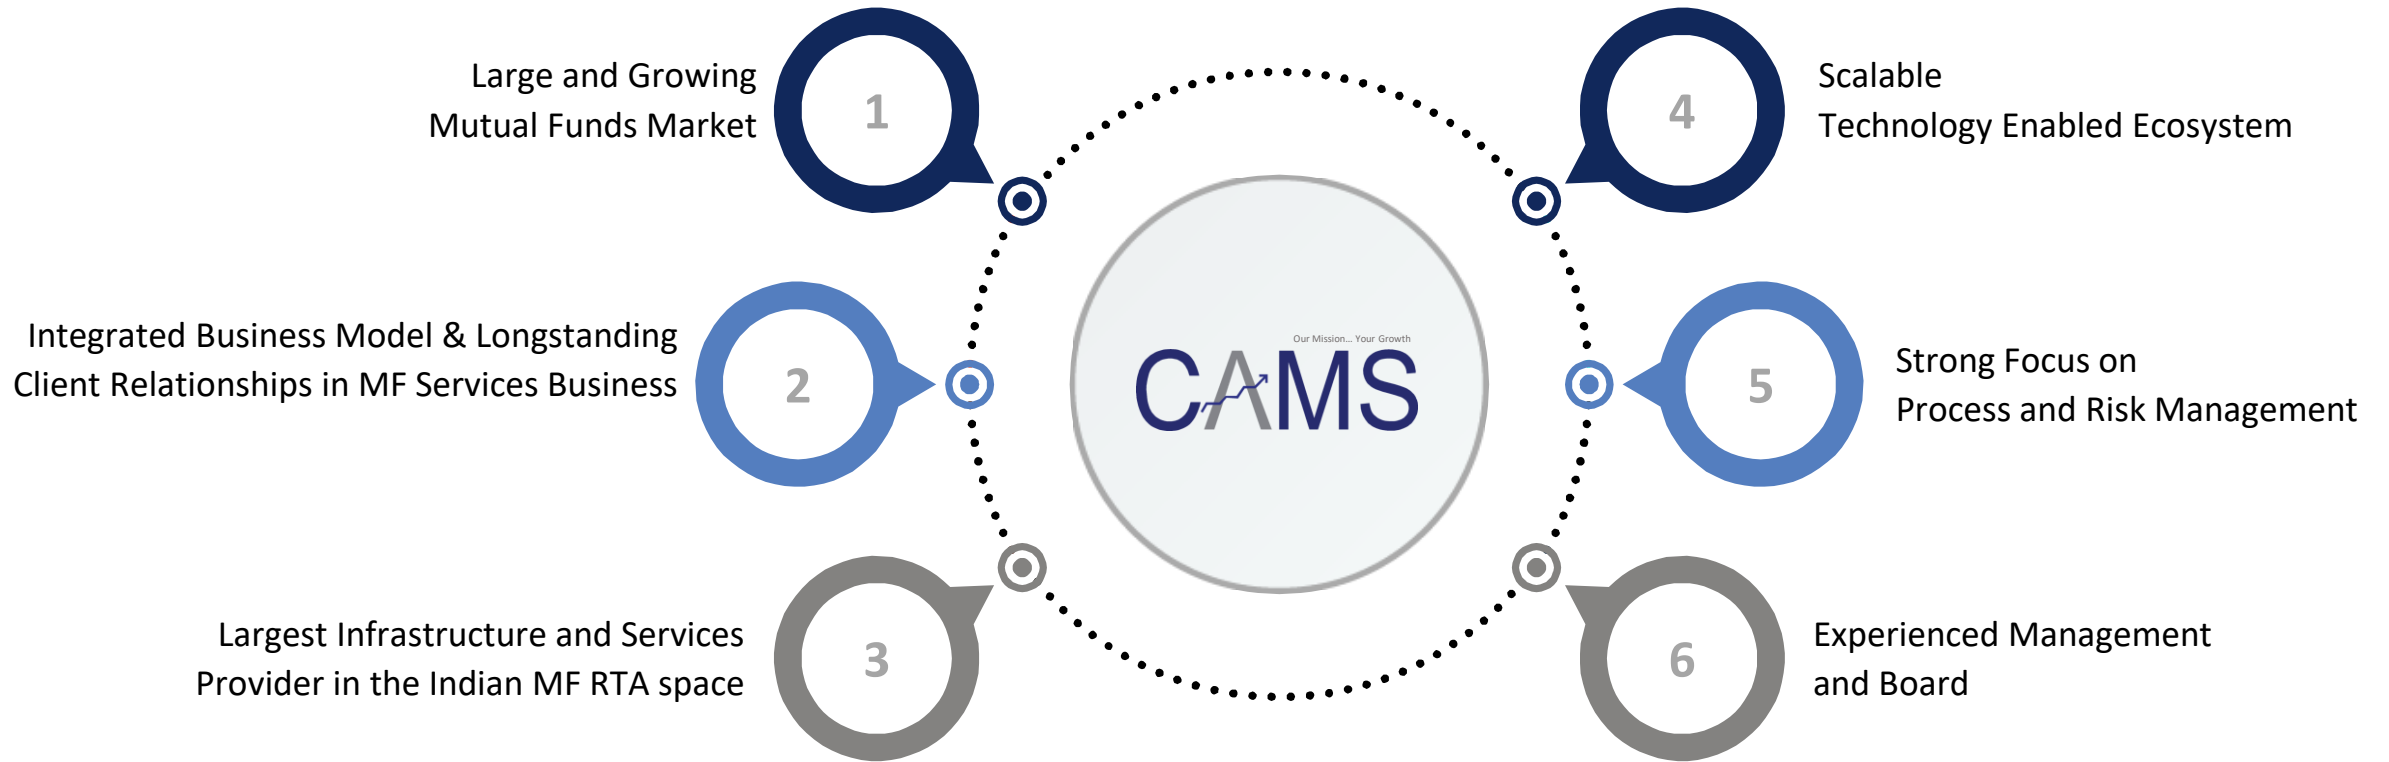 Large and Growing
Mutual Funds Market
1
Integrated Business Model & Longstanding
Client Relationships in MF Services Business
2
Largest Infrastructure and Services
Provider in the Indian MF RTA space
3
Our Mission... Your Growth
CAMS
4
Scalable
Technology Enabled Ecosystem
5
Strong Focus on
Process and Risk Management
6
Experienced Management
and Board